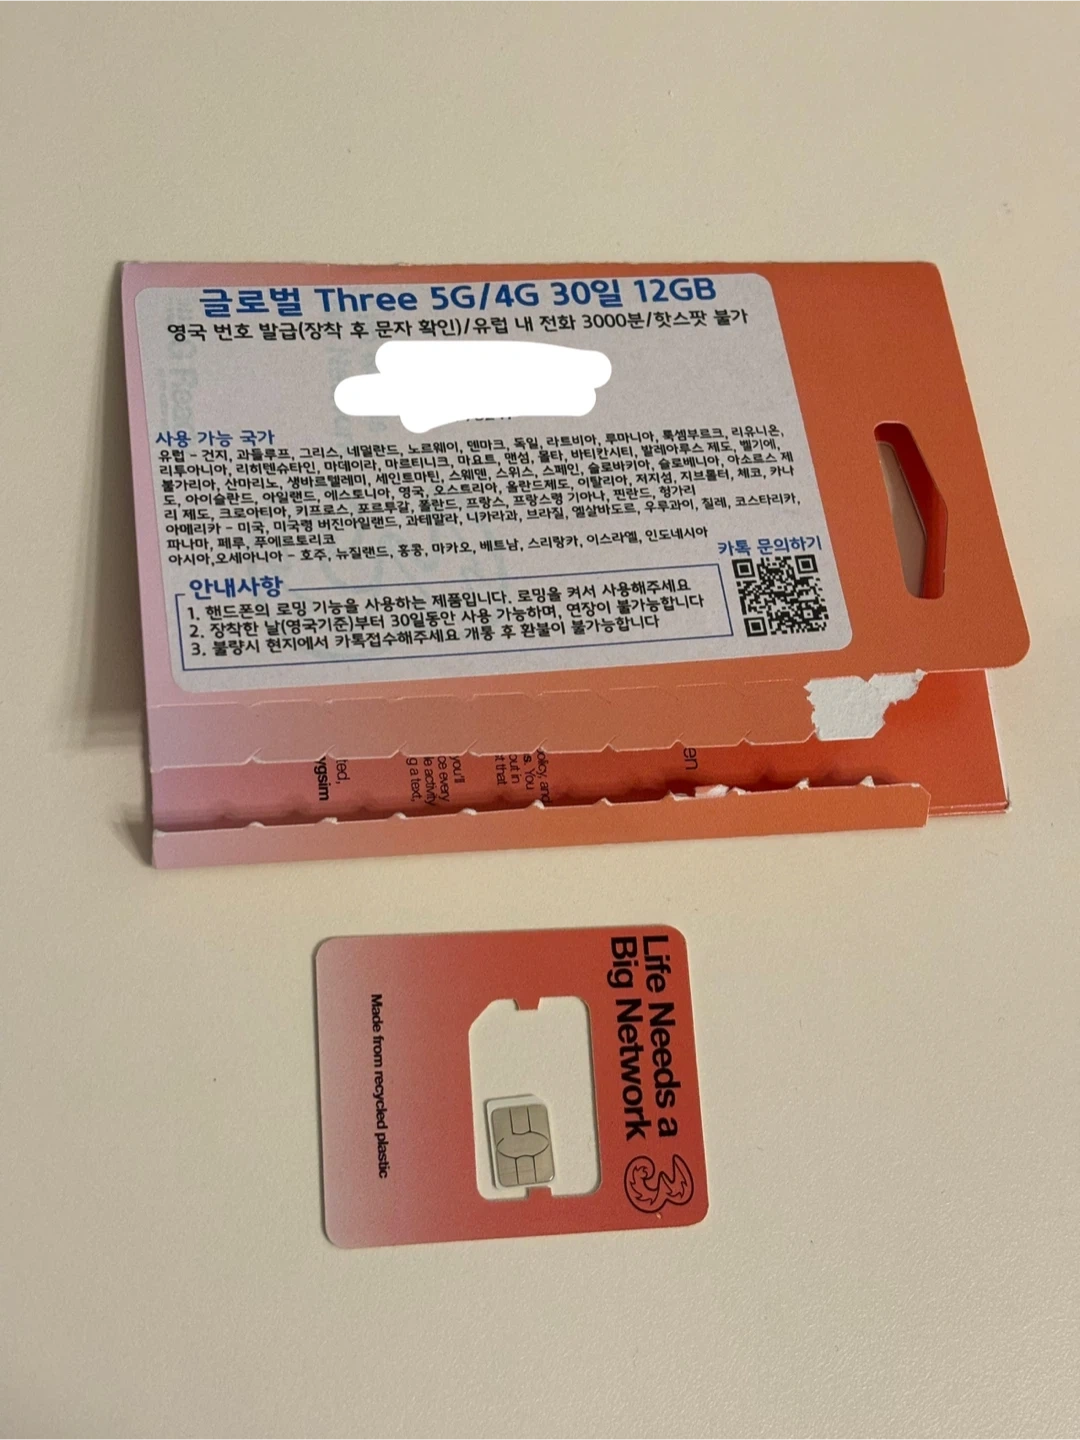 글로벌 Three 5G/4G 30일 12GB
영국 번호 발급(장착 후 문자 확인)/유럽 내 전화 3000분/핫스팟 불가
사용 가능 국가
유럽 - 건지, 과들루프, 그리스, 네덜란드, 노르웨이, 덴마크, 독일, 라트비아, 루마니아, 룩셈부르크, 리유니온,
리투아니아, 리히텐슈타인, 마데이라, 마르티니크, 마요트, 맨섬, 몰타, 바티칸시티, 발레아루스 제도, 벨기에,
불가리아, 산마리노, 생바르텔레미, 세인트마틴, 스웨덴, 스위스, 스페인, 슬로바키아, 슬로베니아, 아소르스 제
도, 아이슬란드, 아일랜드, 에스토니아, 영국, 오스트리아, 올란드제도, 이탈리아, 저지섬, 지브롤터, 체코, 카나
리 제도, 크로아티아, 키프로스, 포르투갈, 폴란드, 프랑스, 프랑스령 기아나, 핀란드, 헝가리
아메리카 - 미국, 미국령 버진아일랜드, 과테말라, 니카라과, 브라질, 엘살바도르, 우루과이, 칠레, 코스타리카,
파나마, 페루, 푸에르토리코
아시아,오세아니아 - 호주, 뉴질랜드, 홍콩, 마카오, 베트남, 스리랑카, 이스라엘, 인도네시아
카톡 문의하기
안내사항
1. 핸드폰의 로밍 기능을 사용하는 제품입니다. 로밍을 켜서 사용해주세요
2. 장착한 날(영국기준)부터 30일동안 사용 가능하며, 연장이 불가능합니다
3. 불량시 현지에서 카톡접수해주세요 개통 후 환불이 불가능합니다
ted,
ygsim
you'll
ce every
le activity
g a text,
olicy, and
s. You
out in
t that
en
Life Needs a
Big Network
Made from recycled plastic